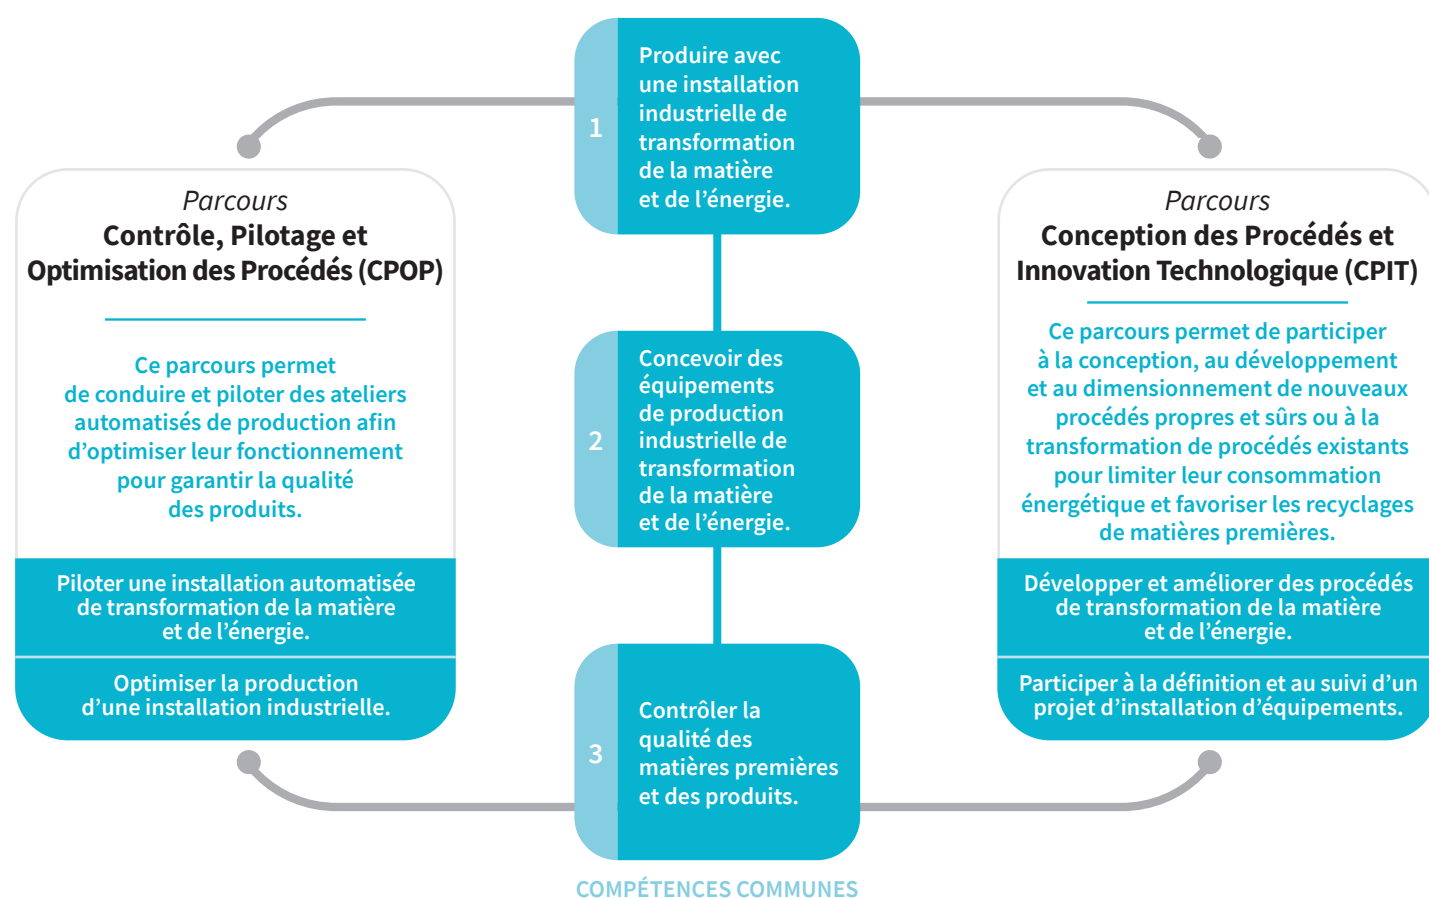 Parcours
Contrôle, Pilotage et
Optimisation des Procédés (CPOP)
Ce parcours permet
de conduire et piloter des ateliers
automatisés de production afin
d’optimiser leur fonctionnement
pour garantir la qualité
des produits.
Piloter une installation automatisée
de transformation de la matière
et de l’énergie.
Optimiser la production
d’une installation industrielle.
1
Produire avec
une installation
industrielle de
transformation
de la matière
et de l’énergie.
2
Concevoir des
équipements
de production
industrielle de
transformation
de la matière
et de l’énergie.
3
Contrôler la
qualité des
matières premières
et des produits.
COMPÉTENCES COMMUNES
Parcours
Conception des Procédés et
Innovation Technologique (CPIT)
Ce parcours permet de participer
à la conception, au développement
et au dimensionnement de nouveaux
procédés propres et sûrs ou à la
transformation de procédés existants
pour limiter leur consommation
énergétique et favoriser les recyclages
de matières premières.
Développer et améliorer des procédés
de transformation de la matière
et de l’énergie.
Participer à la définition et au suivi d’un
projet d’installation d’équipements.